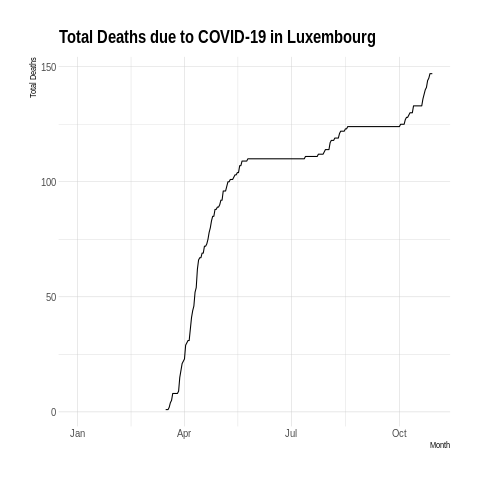 Total Deaths due to COVID-19 in Luxembourg
Total Deaths
150
100
50
0
Jan Apr Jul Oct
Month